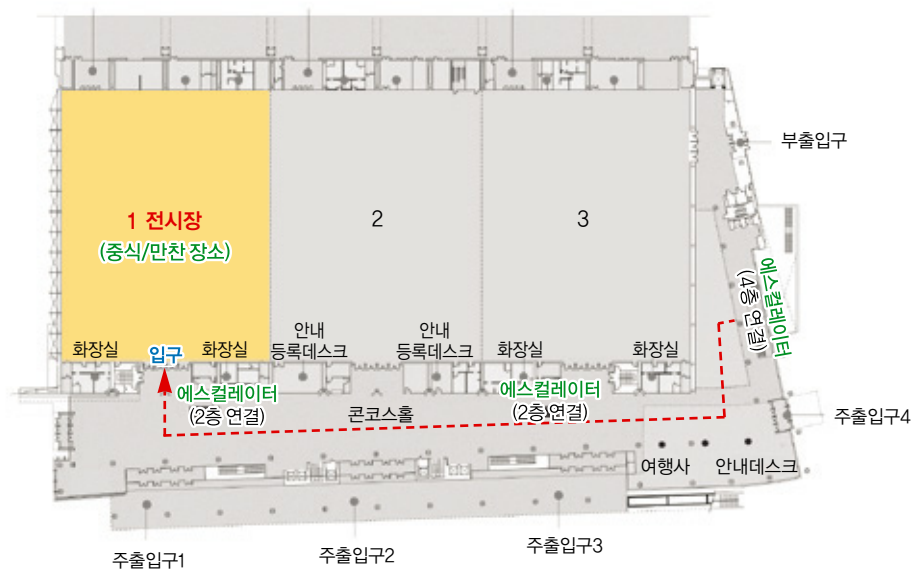 부출입구
1 전시장
(중식/만찬 장소)
2
3
에스컬레이터
(4층 연결)
화장실
입구
화장실
안내
등록데스크
안내
등록데스크
화장실
화장실
에스컬레이터
(2층 연결)
콘코스홀
에스컬레이터
(2층 연결)
주출입구4
여행사
안내데스크
주출입구1
주출입구2
주출입구3